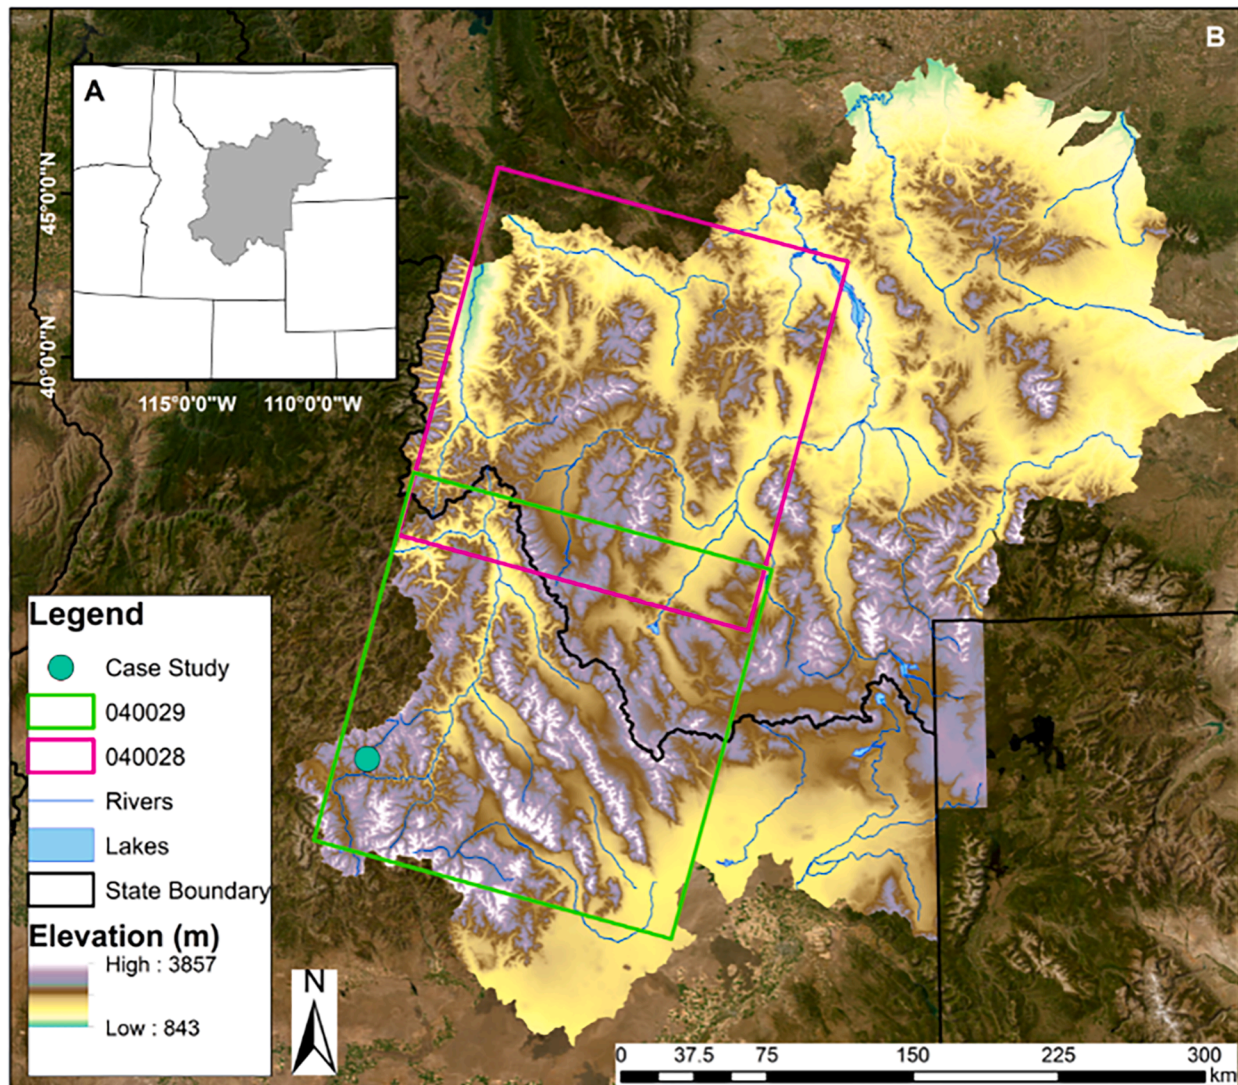 B
A
45°0'0"N
40°0'0"N
115°0'0"W 110°0'0"W
Legend
Case Study
040029
040028
Rivers
Lakes
State Boundary
Elevation (m)
High : 3857
Low : 843
N
0 37.5 75 150 225 300
km